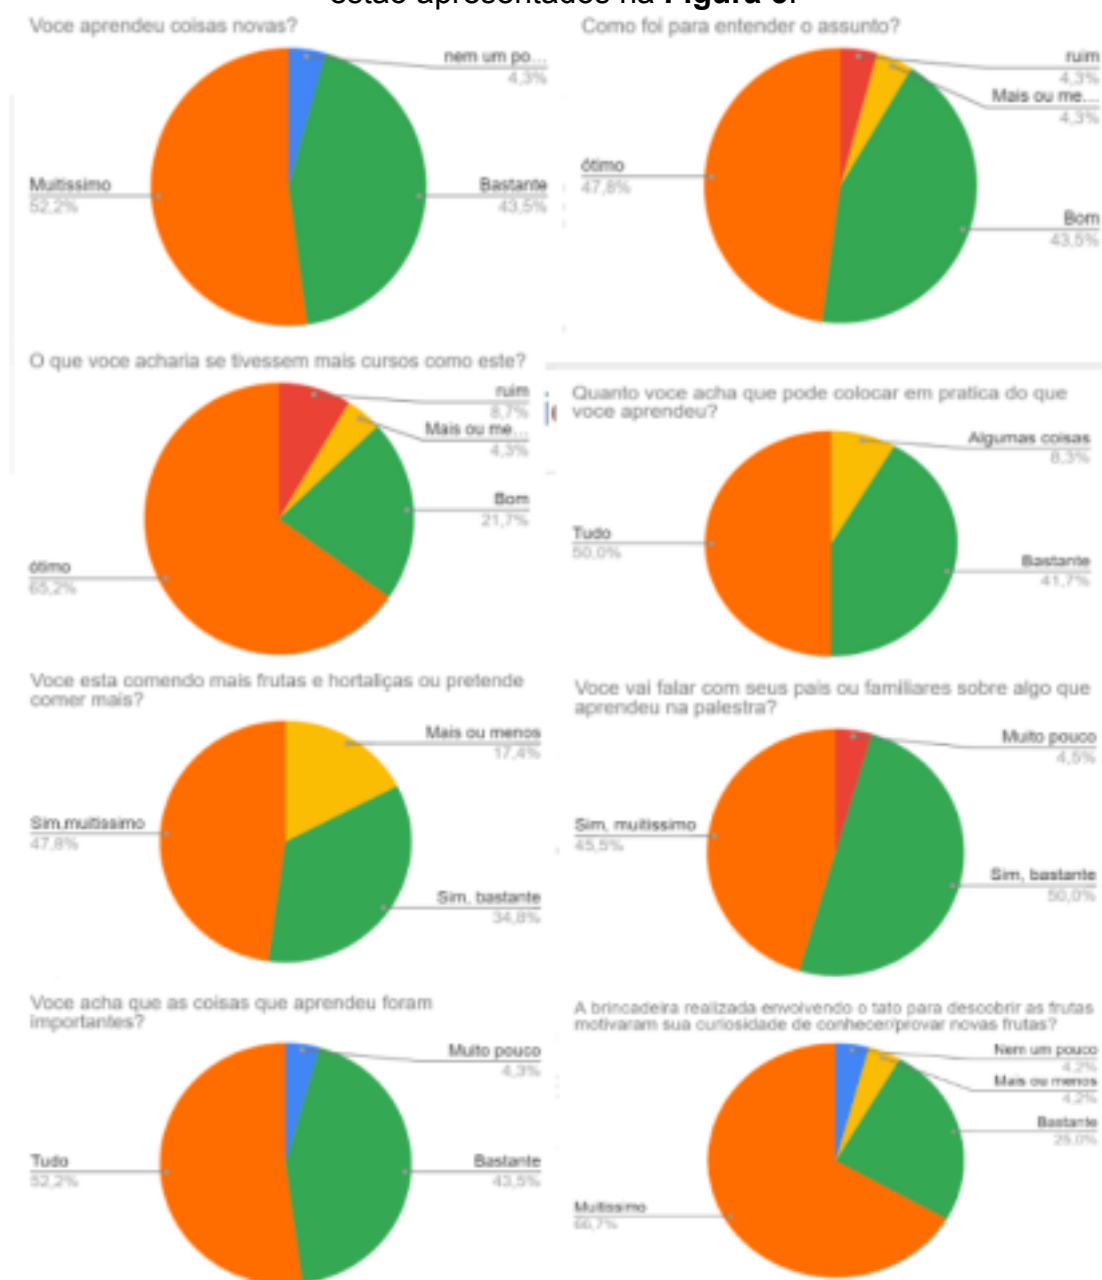 Voce aprendeu coisas novas?
nem um po...
4,3%
Muitissimo
52,2%
Bastante
43,5%
Como foi para entender o assunto?
ruim
4,3%
Mais ou me...
4,3%
ótimo
47,8%
Bom
43,5%
O que voce acharia se tivessem mais cursos como este?
ruim
8,7%
Mais ou me...
4,3%
Bom
21,7%
ótimo
65,2%
Quanto voce acha que pode colocar em pratica do que
voce aprendeu?
Algumas coisas
8,3%
Tudo
50,0%
Bastante
41,7%
Voce esta comendo mais frutas e hortaliças ou pretende
comer mais?
Mais ou menos
17,4%
Sim,muitissimo
47,8%
Sim, bastante
34,8%
Voce vai falar com seus pais ou familiares sobre algo que
aprendeu na palestra?
Muito pouco
4,5%
Sim, muitissimo
45,5%
Sim, bastante
50,0%
Voce acha que as coisas que aprendeu foram
importantes?
Muito pouco
4,3%
Tudo
52,2%
Bastante
43,5%
A brincadeira realizada envolvendo o tato para descobrir as frutas
motivaram sua curiosidade de conhecer/provar novas frutas?
Nem um pouco
4,2%
Mais ou menos
4,2%
Bastante
25,0%
Muitissimo
66,7%